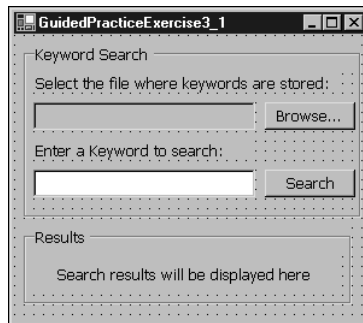 GuidedPracticeExercise3_1
Keyword Search
Select the file where keywords are stored:
Browse...
Enter a Keyword to search:
Search
Results
Search results will be displayed here